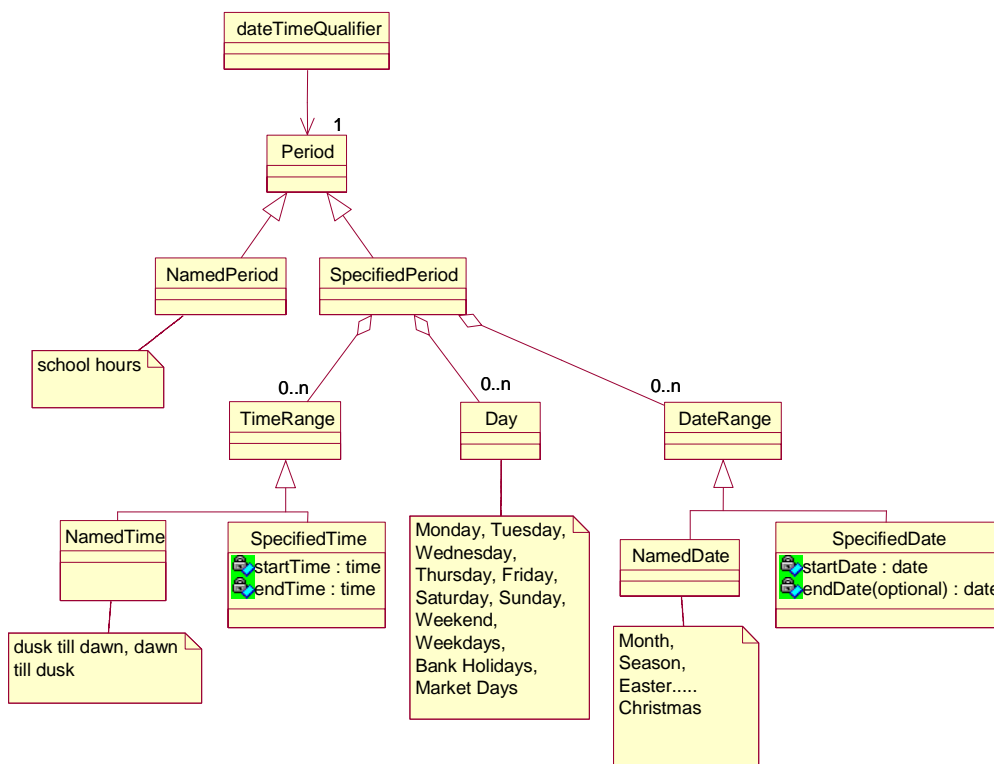 dateTimeQualifier
1
Period
NamedPeriod
SpecifiedPeriod
school hours
0..n
0..n
0..n
TimeRange
Day
DateRange
NamedTime
SpecifiedTime
startTime : time
endTime : time
dusk till dawn, dawn
till dusk
Monday, Tuesday,
Wednesday,
Thursday, Friday,
Saturday, Sunday,
Weekend,
Weekdays,
Bank Holidays,
Market Days
NamedDate
SpecifiedDate
startDate : date
endDate(optional) : date
Month,
Season,
Easter.....
Christmas